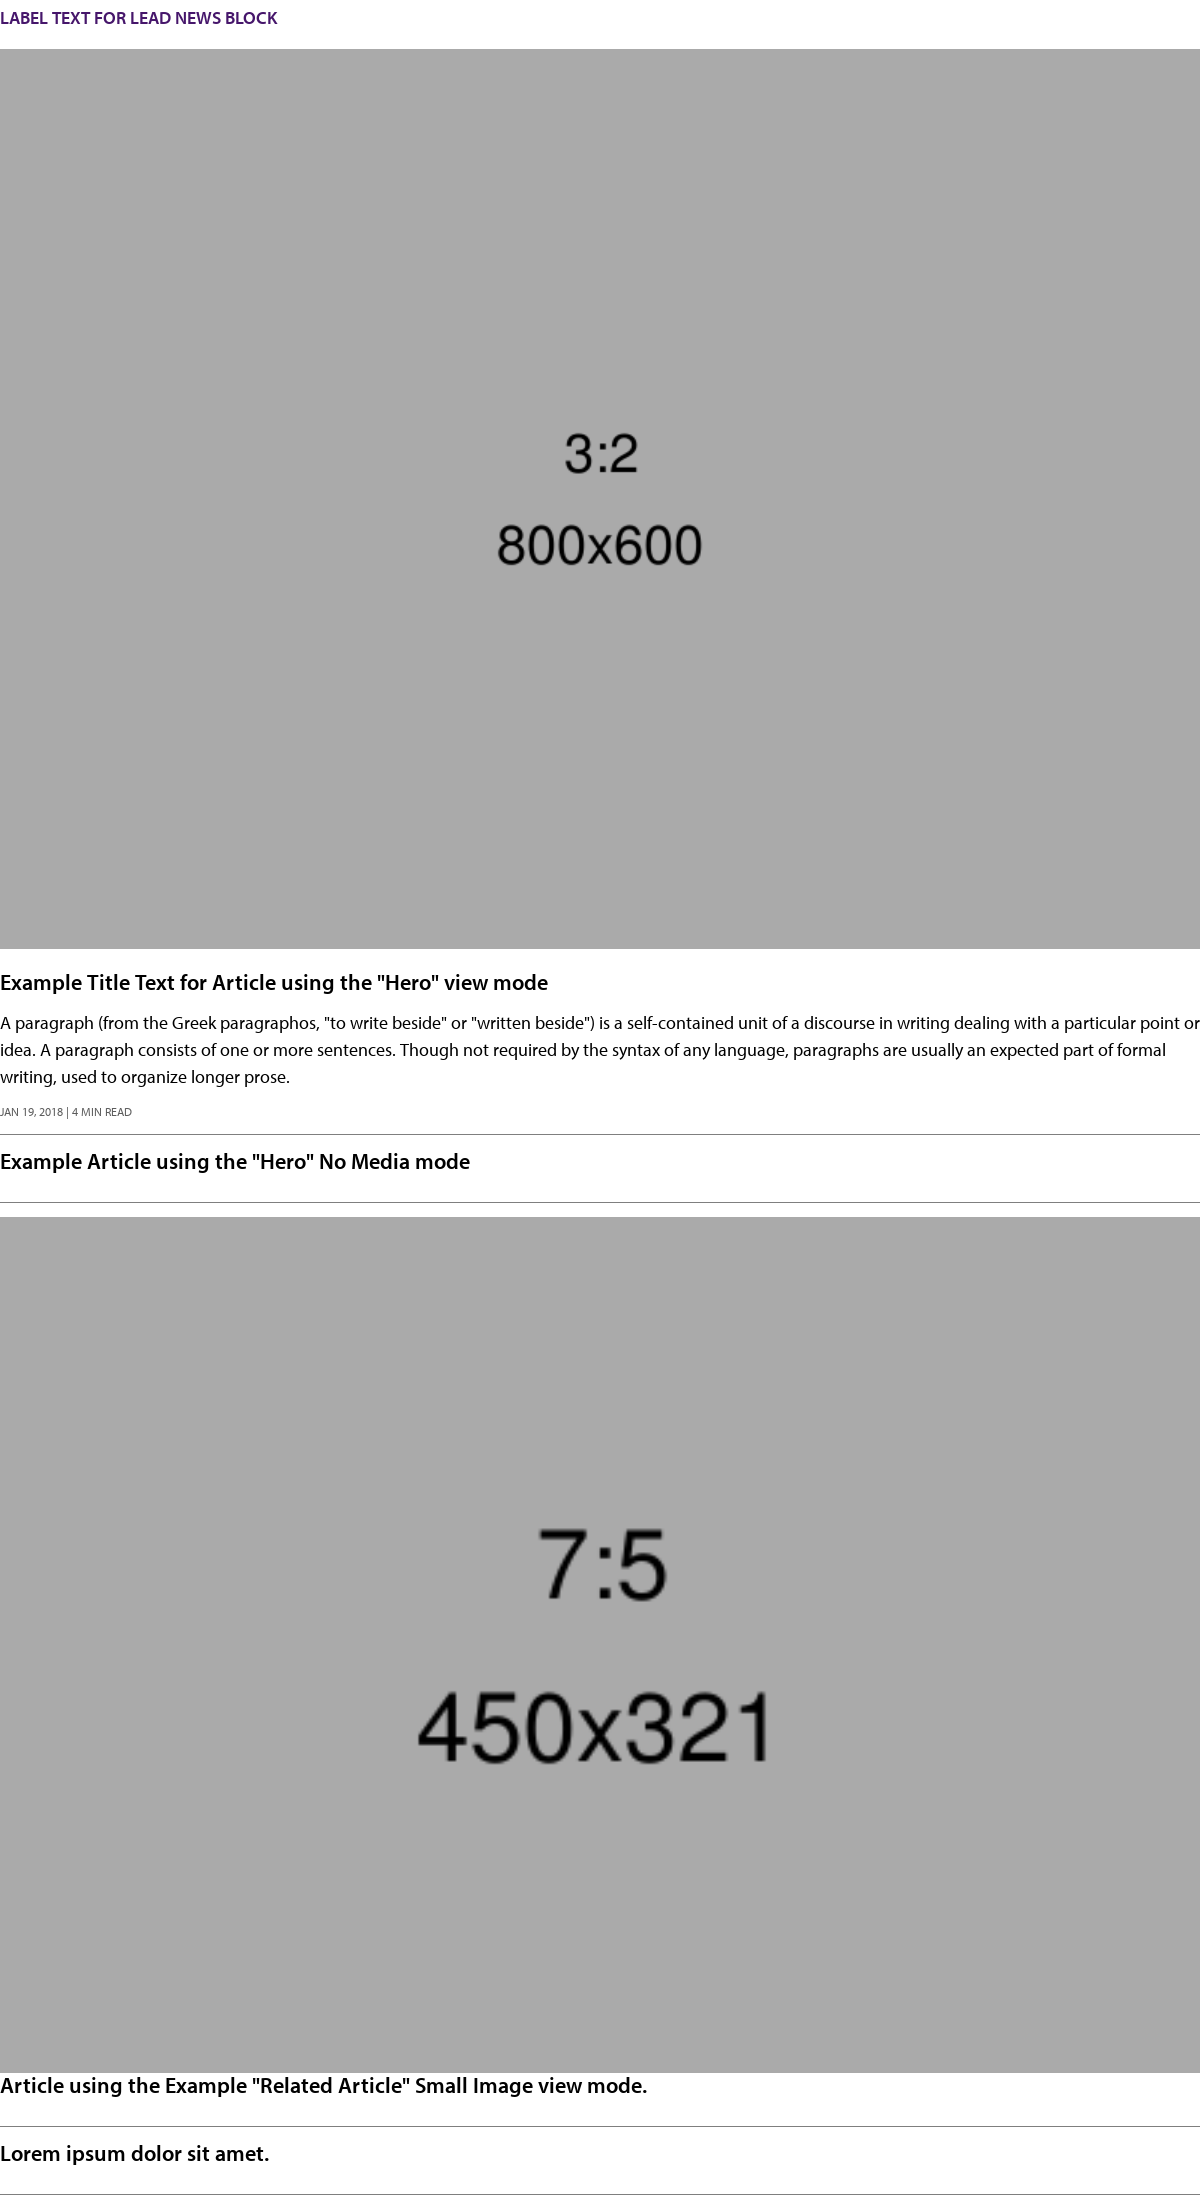 LABEL TEXT FOR LEAD NEWS BLOCK
3:2
800x600
Example Title Text for Article using the "Hero" view mode
A paragraph (from the Greek paragraphos, "to write beside" or "written beside") is a self-contained unit of a discourse in writing dealing with a particular point or
idea. A paragraph consists of one or more sentences. Though not required by the syntax of any language, paragraphs are usually an expected part of formal
writing, used to organize longer prose.
JAN 19, 2018 | 4 MIN READ
Example Article using the "Hero" No Media mode
7:5
450x321
Article using the Example "Related Article" Small Image view mode.
Lorem ipsum dolor sit amet.